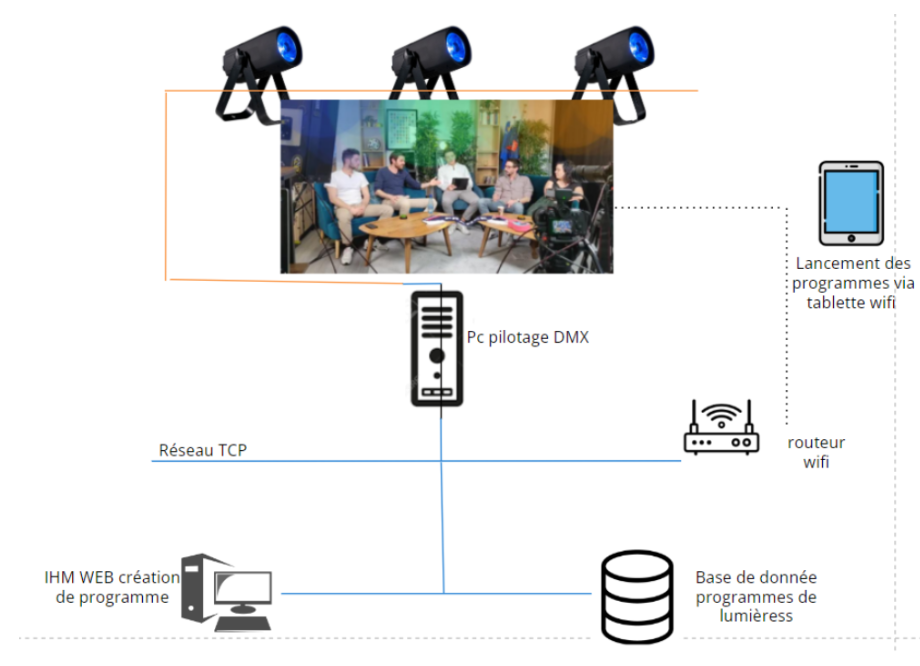 Lancement des
programmes via
tablette wifi
Pc pilotage DMX
Réseau TCP
routeur
wifi
IHM WEB création
de programme
Base de donnée
programmes de
lumièress